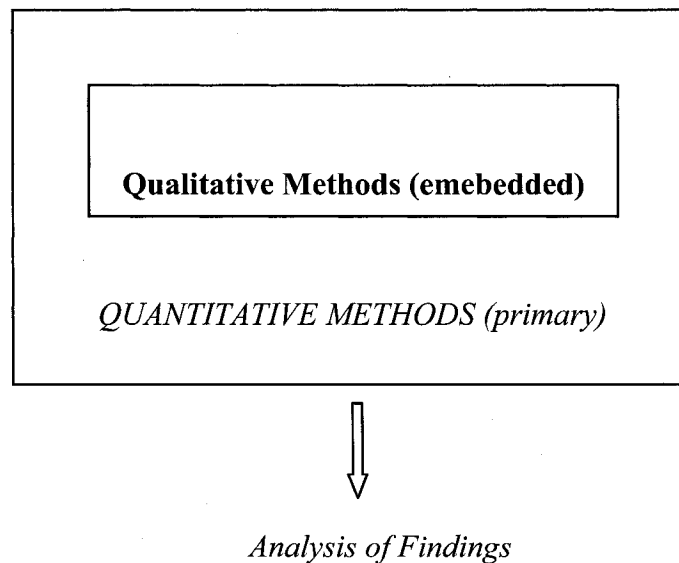 Qualitative Methods (emebedded)
QUANTITATIVE METHODS (primary)
Analysis of Findings